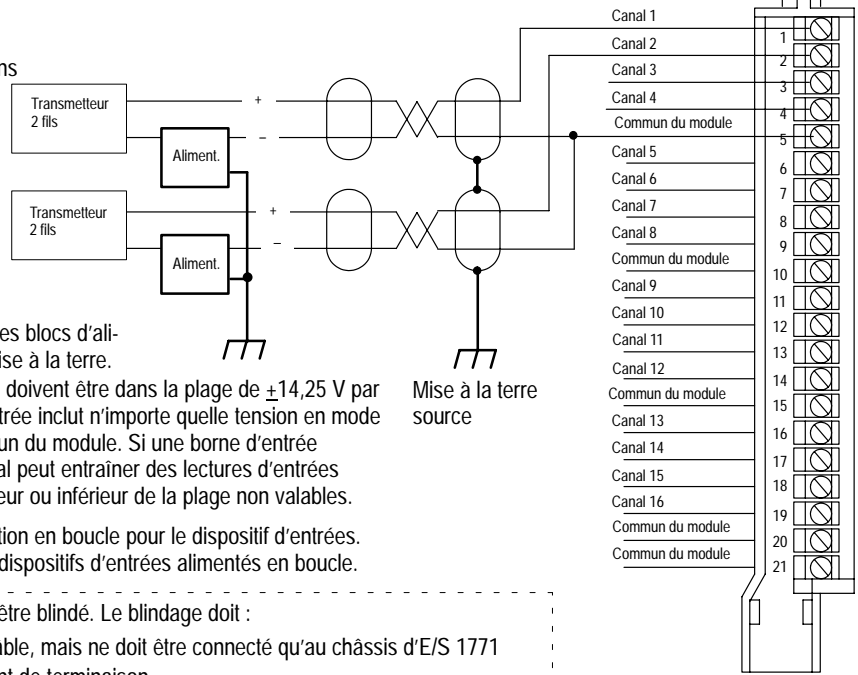 Canal 1
1
Canal 2
2
ns
Canal 3
3
Transmetteur
2 fils
+
Canal 4
4
Commun du module
5
–
Aliment.
Canal 5
6
Canal 6
7
Transmetteur
2 fils
+
Canal 7
8
Canal 8
9
–
Aliment.
Commun du module
10
Canal 9
11
Canal 10
12
Canal 11
13
Canal 12
14
Commun du module
15
Canal 13
16
Canal 14
17
Canal 15
18
Canal 16
19
Commun du module
20
Commun du module
21
es blocs d'ali-
ise à la terre.
doivent être dans la plage de ±14,25 V par
trée inclut n'importe quelle tension en mode
un du module. Si une borne d'entrée
al peut entraîner des lectures d'entrées
eur ou inférieur de la plage non valables.
Mise à la terre
source
tion en boucle pour le dispositif d'entrées.
dispositifs d'entrées alimentés en boucle.
être blindé. Le blindage doit :
ble, mais ne doit être connecté qu'au châssis d'E/S 1771
nt de terminaison